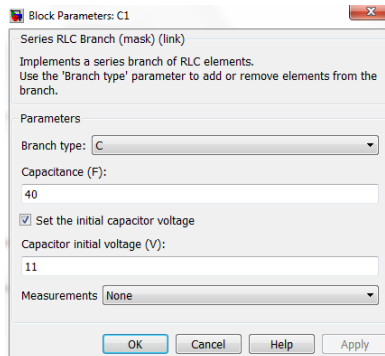 Block Parameters: C1
Series RLC Branch (mask) (link)
Implements a series branch of RLC elements.
Use the 'Branch type' parameter to add or remove elements from the
branch.
Parameters
Branch type: C
Capacitance (F):
40
Set the initial capacitor voltage
Capacitor initial voltage (V):
11
Measurements None
OK Cancel Help Apply